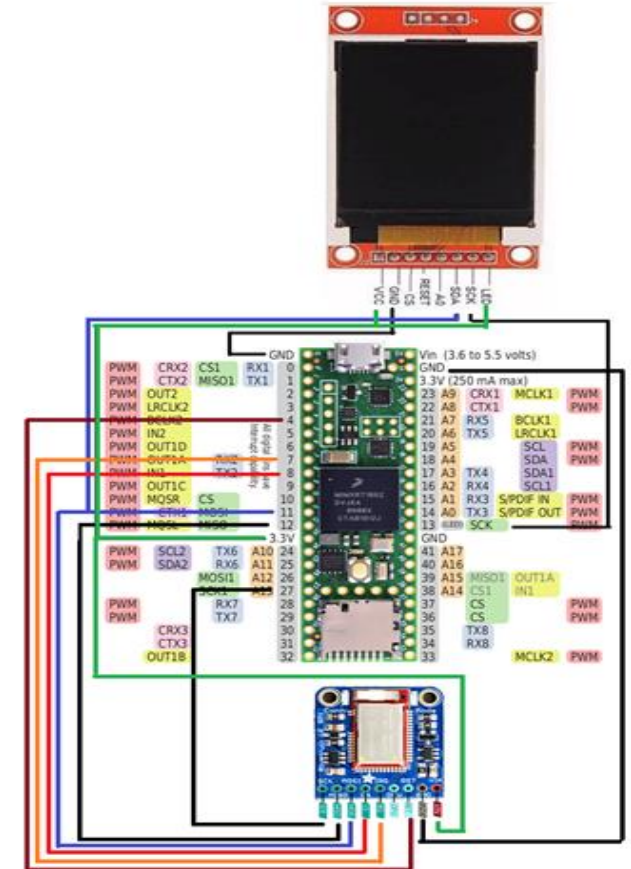 VCC GND CS RESET A0 SDA SCK LED
GND Vin (3.6 to 5.5 volts)
PWM CRX2 CS1 RX1 0 GND
PWM CTX2 MISO1 TX1 1 3.3V (250 mA max)
PWM OUT2 2 23 A9 CRX1 MCLK1 PWM
PWM LRCLK2 3 22 A8 CTX1 PWM
PWM BCLK2 4 21 A7 RX5 BCLK1
PWM IN2 5 20 A6 TX5 LRCLK1
PWM OUT1D 6 19 A5 SCL PWM
PWM OUT1A 7 18 A4 SDA PWM
PWM IN1 8 17 A3 TX4 SDA1
PWM OUT1C 9 16 A2 RX4 SCL1
PWM MQSR CS 10 15 A1 RX3 S/PDIF IN PWM
PWM CTX1 MOSI 11 14 A0 TX3 S/PDIF OUT PWM
PWM MQSL MISO 12 13 (LED) SCK PWM
3.3V GND
PWM SCL2 TX6 A10 24 41 A17
PWM SDA2 RX6 A11 25 40 A16
MOSI1 A12 26 39 A15 MISO1 OUT1A
SCK1 A13 27 38 A14 CS1 IN1
PWM RX7 28 37 CS PWM
PWM TX7 29 36 CS PWM
CRX3 30 35 TX8
CTX3 31 34 RX8
OUT1B 32 33 MCLK2 PWM